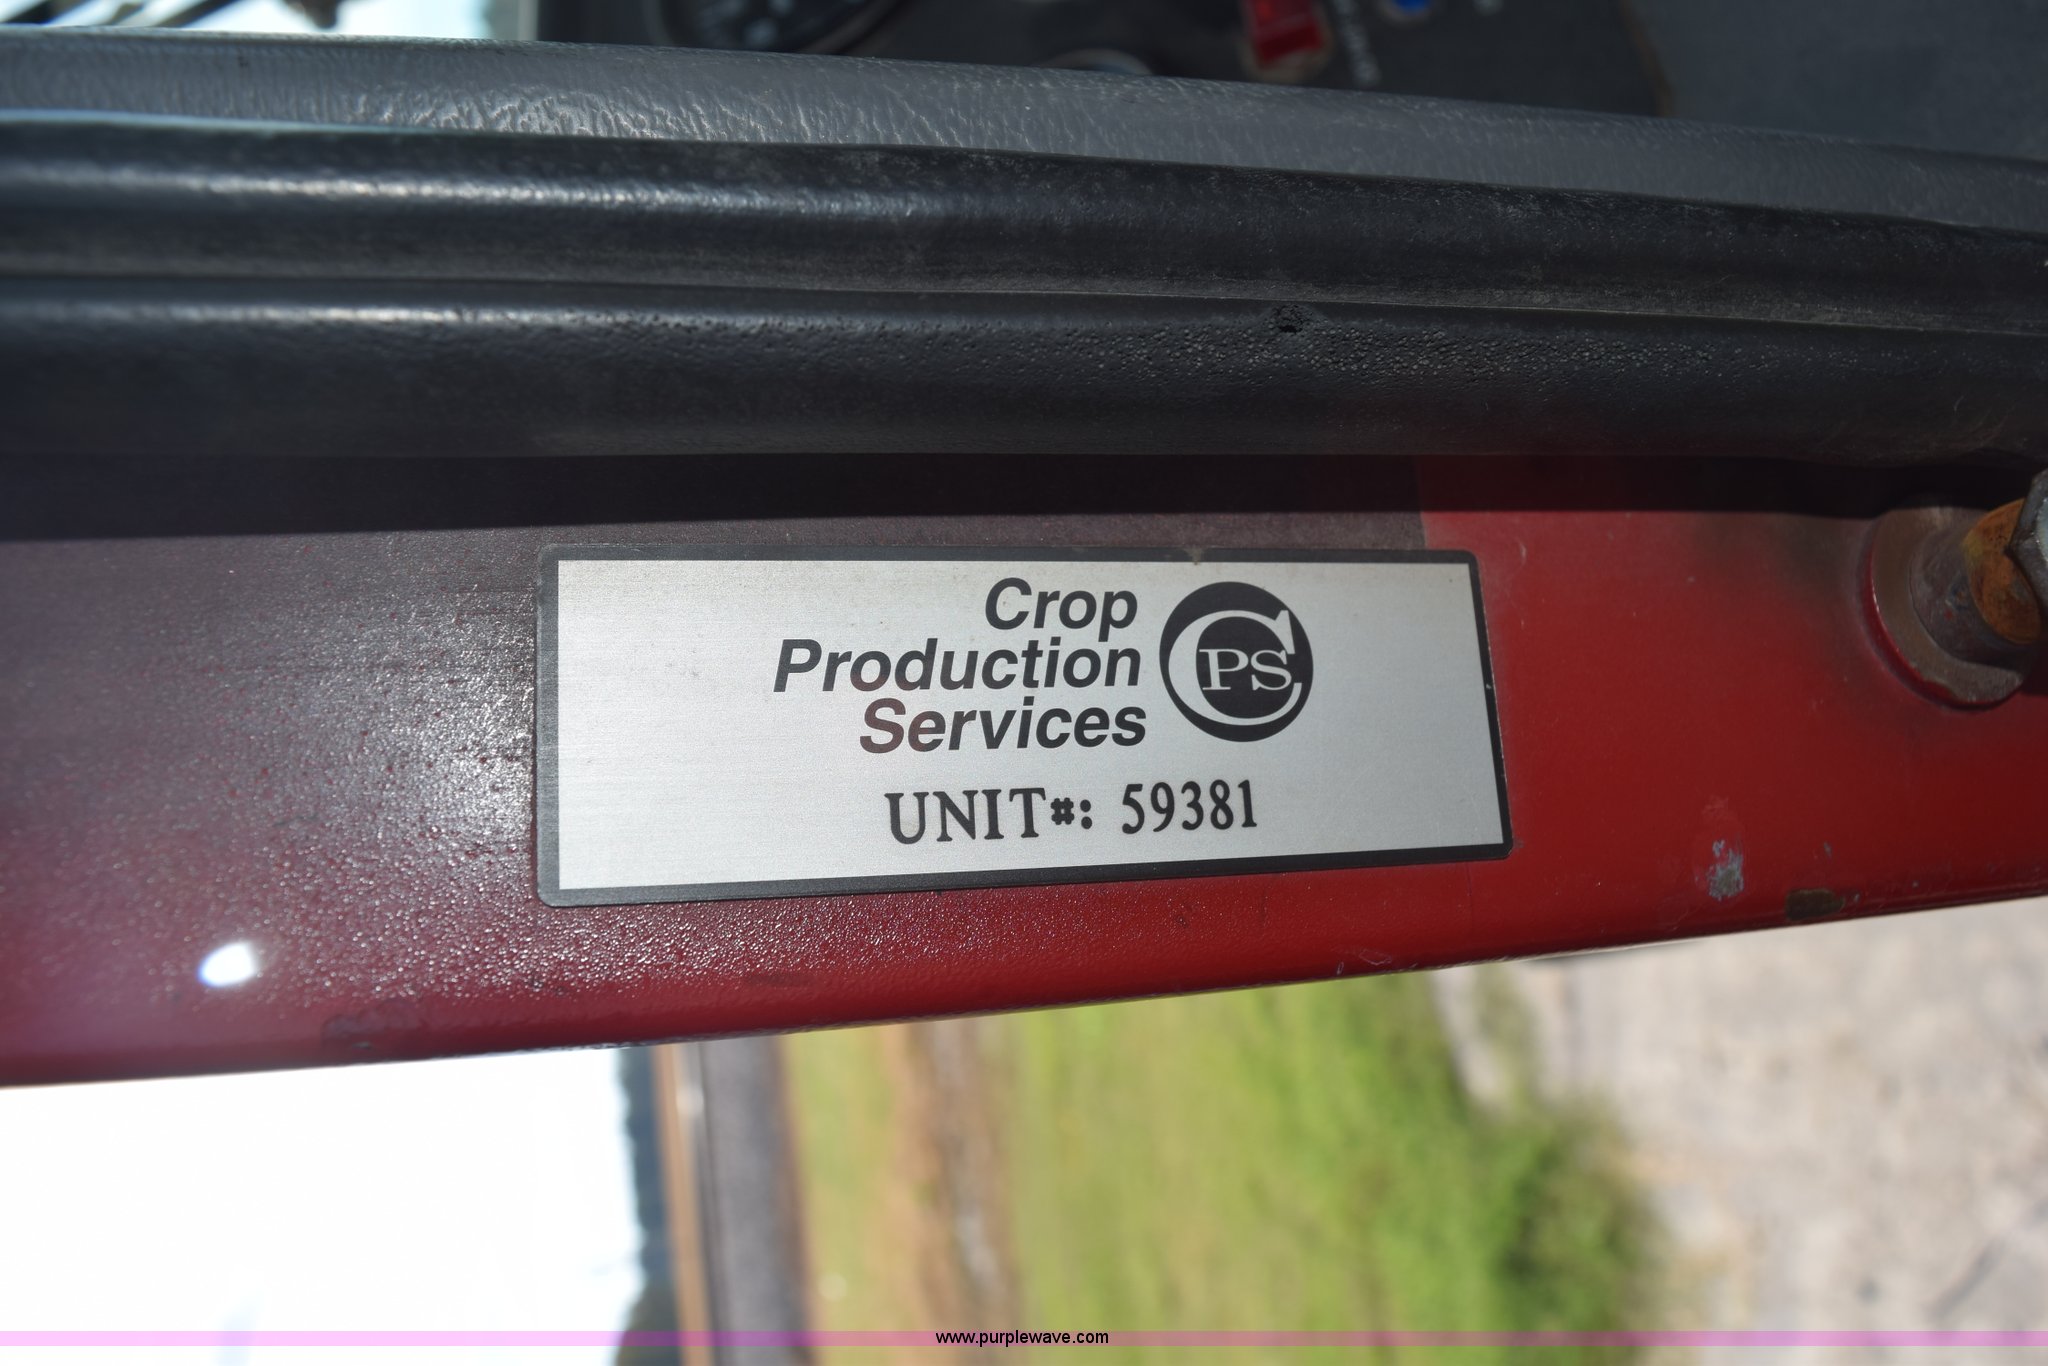 Crop
Production
Services
CPS
UNIT#: 59381
www.purplewave.com